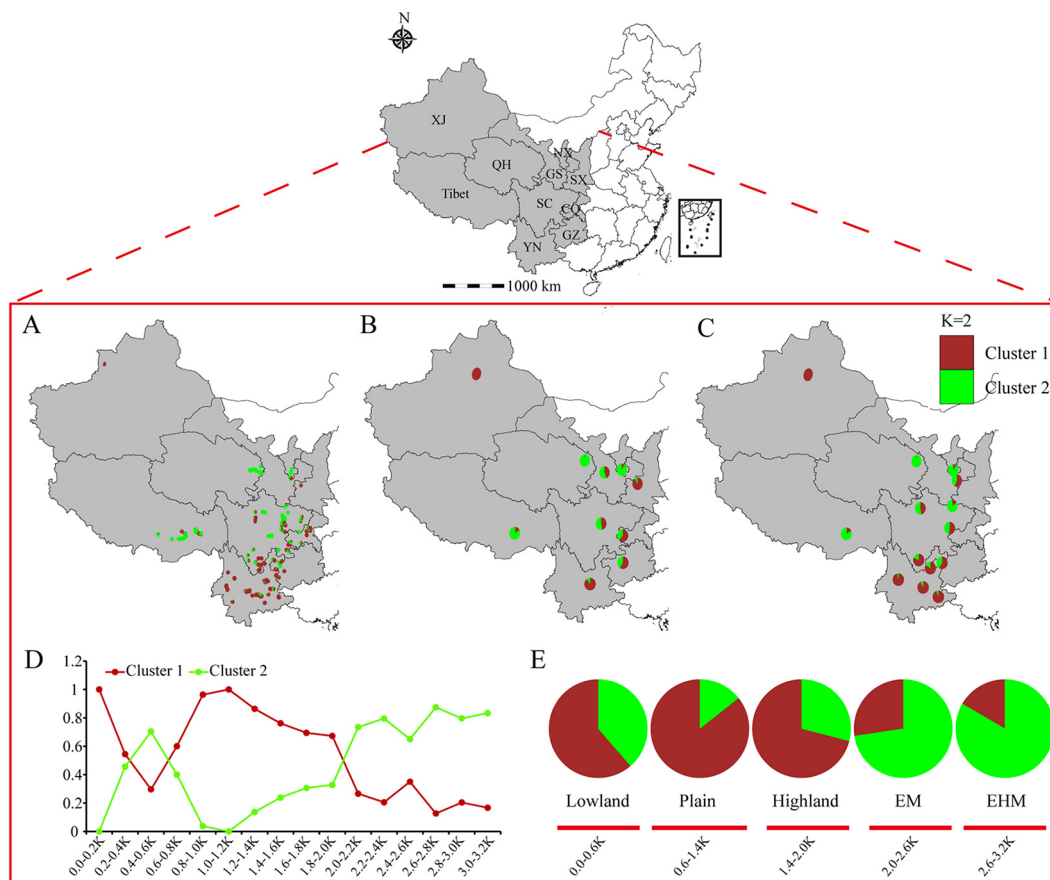 N
XJ
NX
QH
GS
SX
Tibet
SC
CQ
GZ
YN
1000 km
A
B
C
K=2
Cluster 1
Cluster 2
D
Cluster 1
Cluster 2
1.2
1
0.8
0.6
0.4
0.2
0
0.0-0.2K
0.2-0.4K
0.4-0.6K
0.6-0.8K
0.8-1.0K
1.0-1.2K
1.2-1.4K
1.4-1.6K
1.6-1.8K
1.8-2.0K
2.0-2.2K
2.2-2.4K
2.4-2.6K
2.6-2.8K
2.8-3.0K
3.0-3.2K
E
Lowland
Plain
Highland
EM
EHM
0.0-0.6K
0.6-1.4K
1.4-2.0K
2.0-2.6K
2.6-3.2K